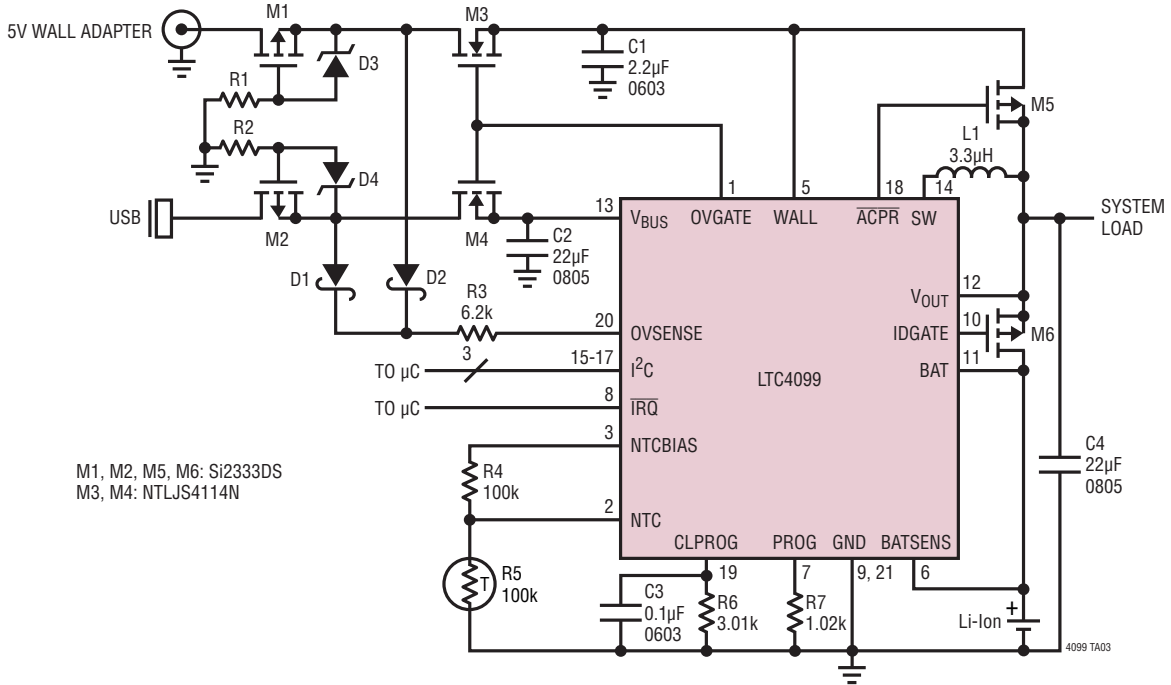 M1
M3
5V WALL ADAPTER
D3
C1
2.2µF
0603
R1
M5
R2
L1
3.3µH
D4
1
5
18
14
USB
13
VBUS
OVGATE
WALL
ACPR
SW
SYSTEM
LOAD
M2
M4
C2
22µF
0805
D1
D2
R3
6.2k
12
VOUT
20
OVSENSE
10
IDGATE
M6
3
TO µC
15-17
I2C
11
BAT
LTC4099
TO µC
8
IRQ
3
NTCBIAS
M1, M2, M5, M6: Si2333DS
M3, M4: NTLJS4114N
R4
100k
C4
22µF
0805
2
NTC
CLPROG
PROG
GND
BATSENS
19
7
9, 21
6
T
R5
100k
C3
0.1µF
0603
R6
3.01k
R7
1.02k
Li-Ion
+
4099 TA03